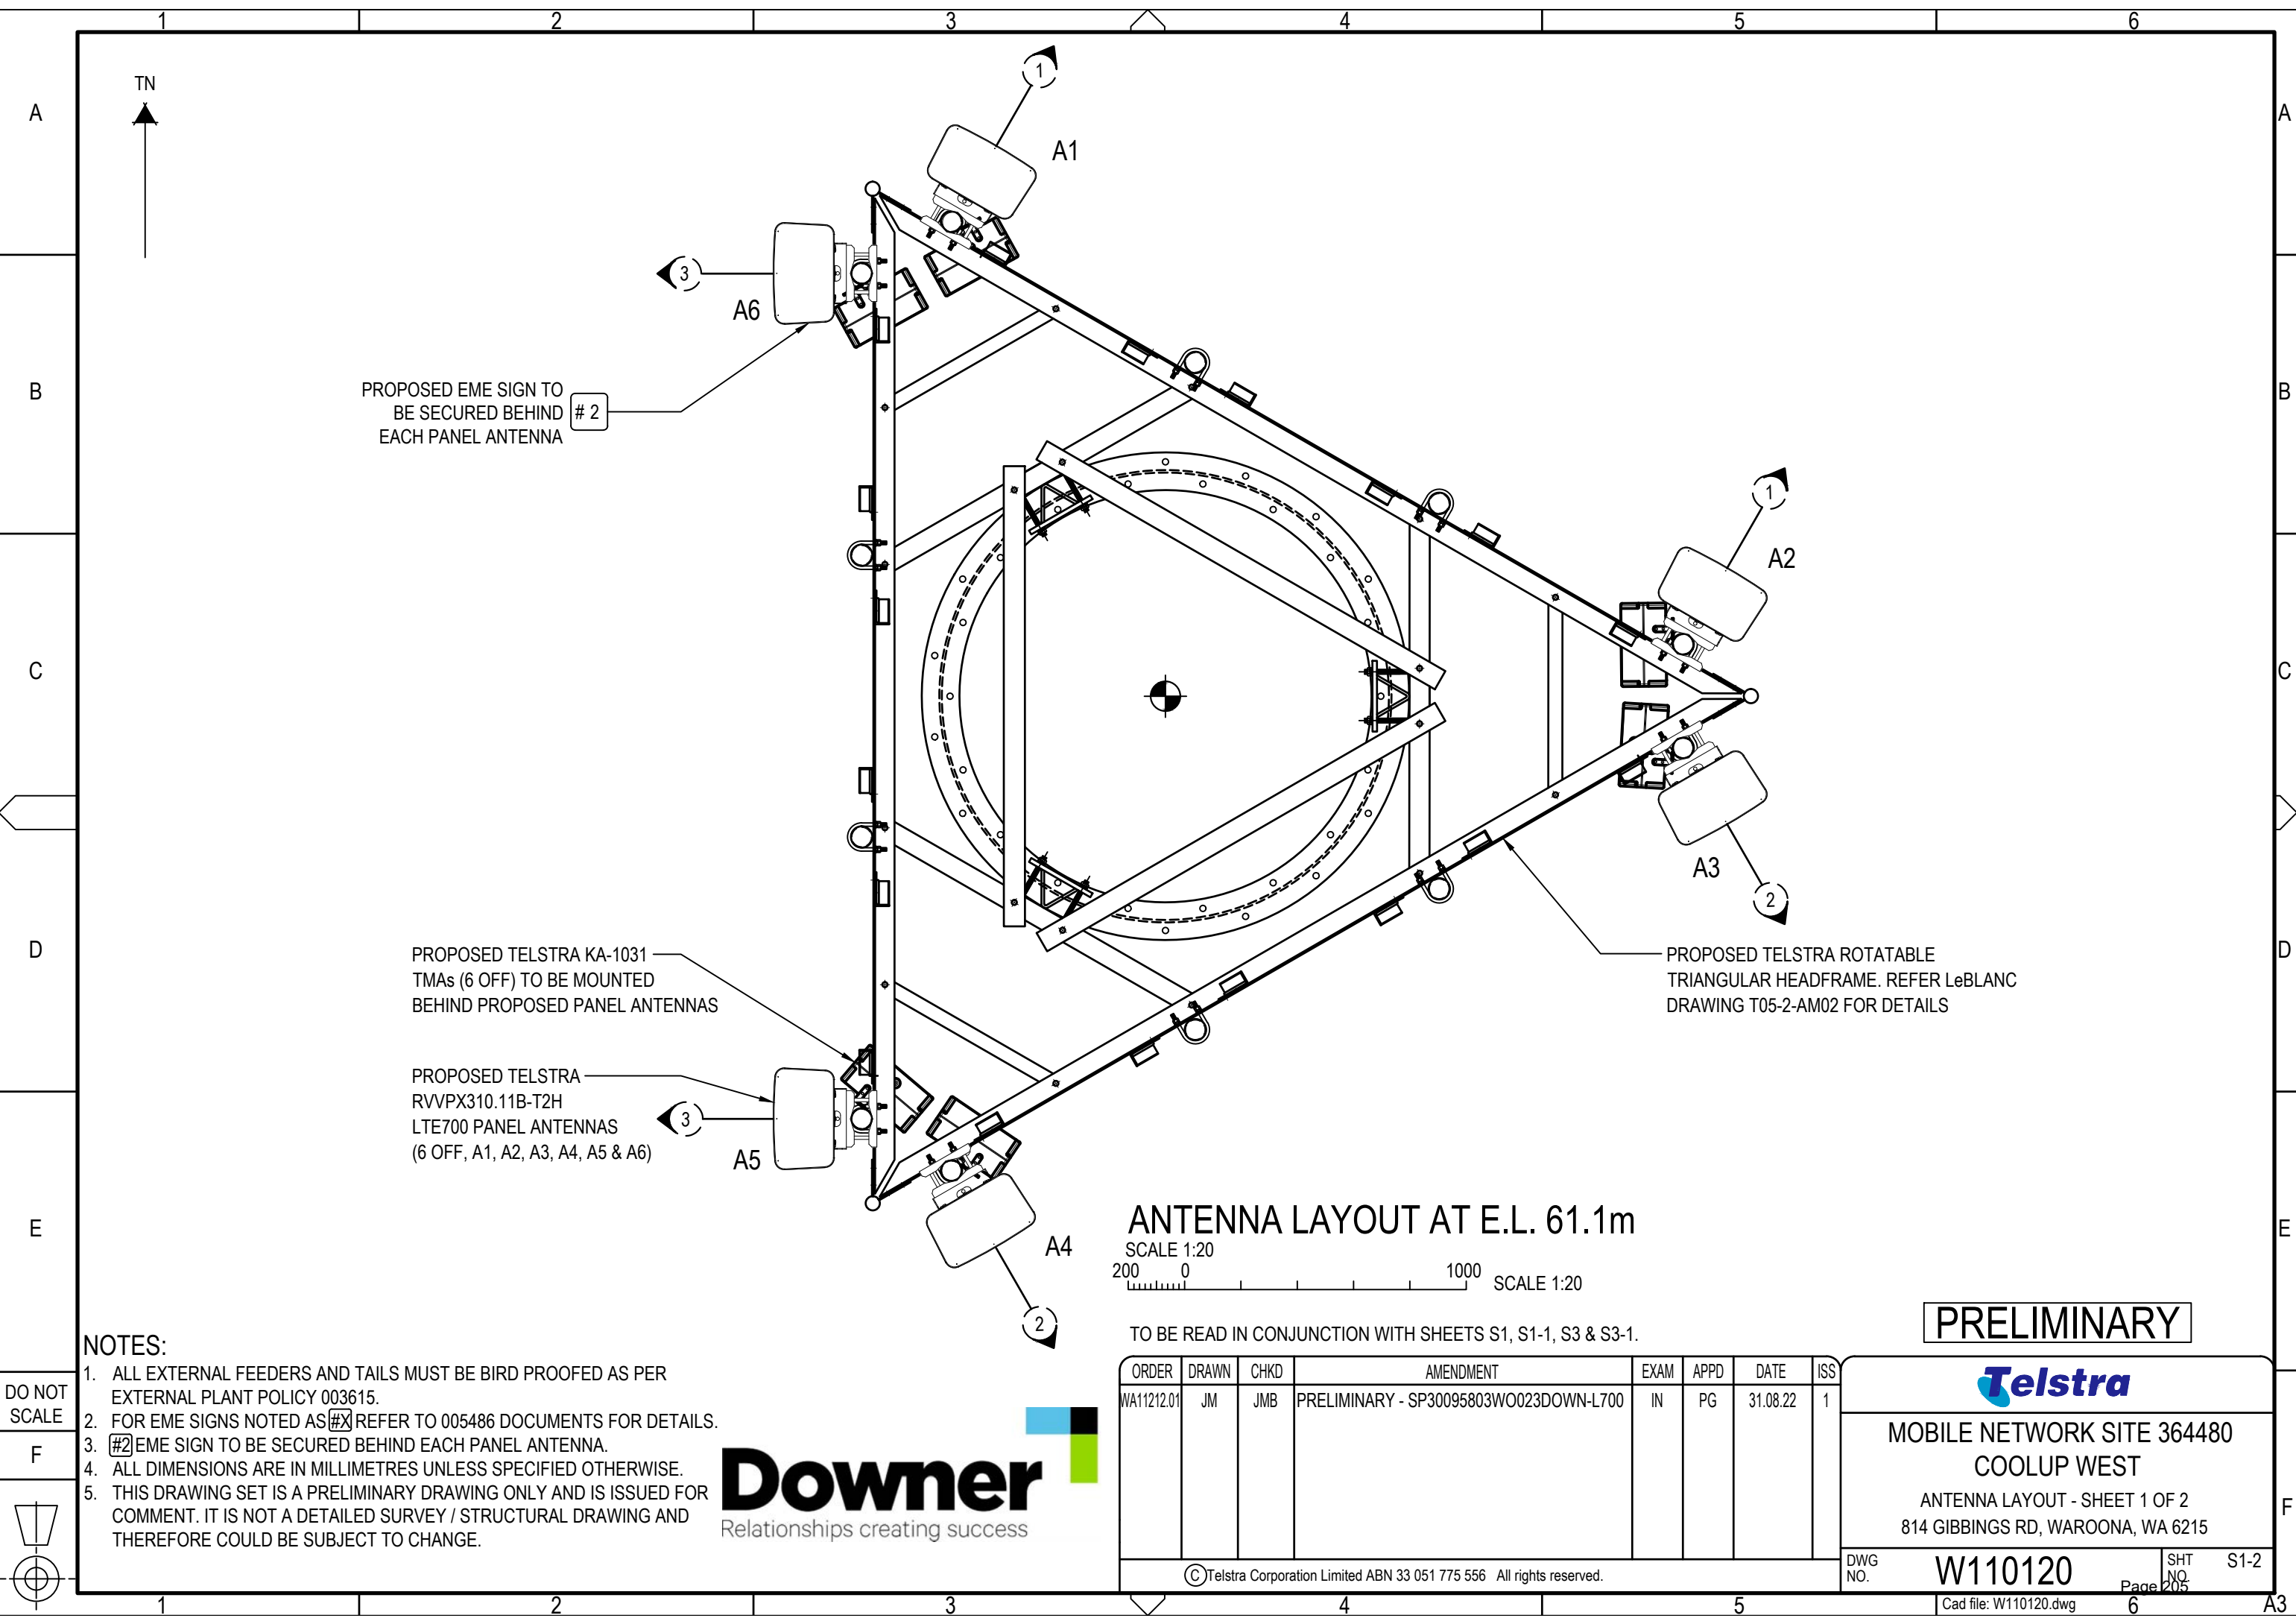 1 2 3 4 5 6
A
B
C
D
E
DO NOT
SCALE
F
A
B
C
D
E
F
TN
1
A1
3
A6
PROPOSED EME SIGN TO
BE SECURED BEHIND
EACH PANEL ANTENNA
# 2
1
A2
A3
2
PROPOSED TELSTRA KA-1031
TMAs (6 OFF) TO BE MOUNTED
BEHIND PROPOSED PANEL ANTENNAS
PROPOSED TELSTRA ROTATABLE
TRIANGULAR HEADFRAME. REFER LeBLANC
DRAWING T05-2-AM02 FOR DETAILS
PROPOSED TELSTRA
RVVPX310.11B-T2H
LTE700 PANEL ANTENNAS
(6 OFF, A1, A2, A3, A4, A5 & A6)
3
A5
A4
2
ANTENNA LAYOUT AT E.L. 61.1m
SCALE 1:20
200 0 1000 SCALE 1:20
TO BE READ IN CONJUNCTION WITH SHEETS S1, S1-1, S3 & S3-1.
PRELIMINARY
NOTES:
1. ALL EXTERNAL FEEDERS AND TAILS MUST BE BIRD PROOFED AS PER
EXTERNAL PLANT POLICY 003615.
2. FOR EME SIGNS NOTED AS #X REFER TO 005486 DOCUMENTS FOR DETAILS.
3. #2 EME SIGN TO BE SECURED BEHIND EACH PANEL ANTENNA.
4. ALL DIMENSIONS ARE IN MILLIMETRES UNLESS SPECIFIED OTHERWISE.
5. THIS DRAWING SET IS A PRELIMINARY DRAWING ONLY AND IS ISSUED FOR
COMMENT. IT IS NOT A DETAILED SURVEY / STRUCTURAL DRAWING AND
THEREFORE COULD BE SUBJECT TO CHANGE.
Downer
Relationships creating success
ORDER DRAWN CHKD AMENDMENT EXAM APPD DATE ISS
WA11212.01 JM JMB PRELIMINARY - SP30095803WO023DOWN-L700 IN PG 31.08.22 1
C Telstra Corporation Limited ABN 33 051 775 556 All rights reserved.
Telstra
MOBILE NETWORK SITE 364480
COOLUP WEST
ANTENNA LAYOUT - SHEET 1 OF 2
814 GIBBINGS RD, WAROONA, WA 6215
DWG
NO.
W110120
SHT
NO.
S1-2
Page 205
Cad file: W110120.dwg
1 2 3 4 5 6 A3